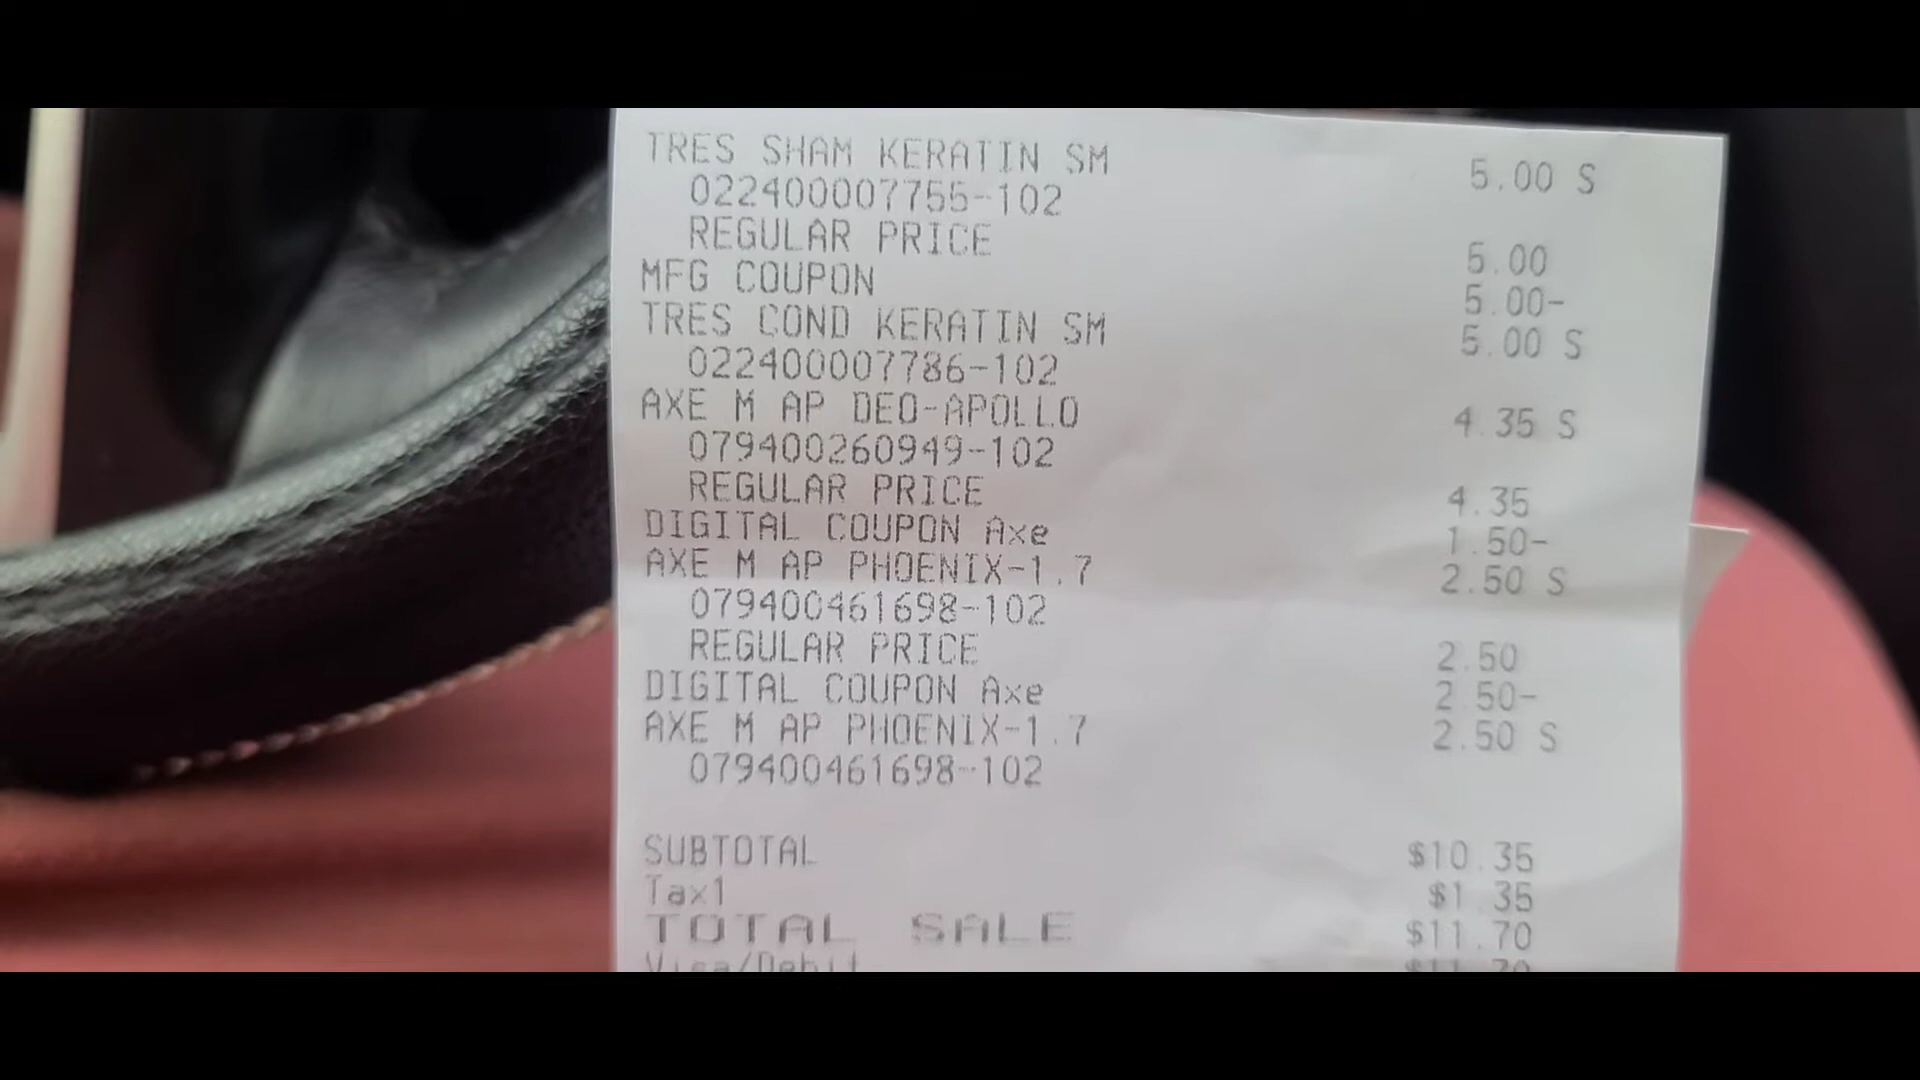 TRES SHAM KERATIN SM 5.00 S
022400007755-102
REGULAR PRICE 5.00
MFG COUPON 5.00-
TRES COND KERATIN SM 5.00 S
022400007786-102
AXE M AP DEO-APOLLO 4.35 S
079400260949-102
REGULAR PRICE 4.35
DIGITAL COUPON Axe 1.50-
AXE M AP PHOENIX-1.7 2.50 S
079400461698-102
REGULAR PRICE 2.50
DIGITAL COUPON Axe 2.50-
AXE M AP PHOENIX-1.7 2.50 S
079400461698-102
SUBTOTAL $10.35
Tax1 $1.35
TOTAL SALE $11.70
Visa/Debit $11.70